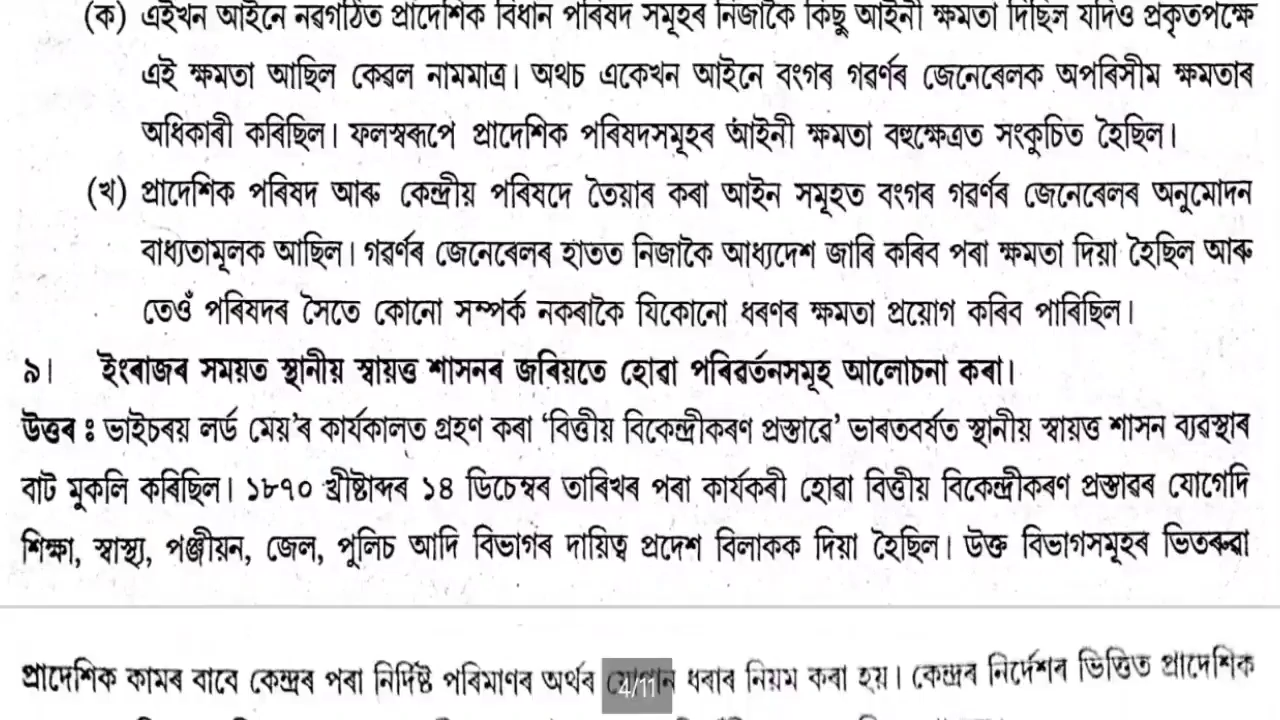 (ক) এইখন আইনে নৱগঠিত প্ৰাদেশিক বিধান পৰিষদ সমূহৰ নিজাকৈ কিছু আইনী ক্ষমতা দিছিল যদিও প্ৰকৃতপক্ষে
এই ক্ষমতা আছিল কেৱল নামমাত্ৰ। অথচ একেখন আইনে বংগৰ গৱৰ্ণৰ জেনেৰেলক অপৰিসীম ক্ষমতাৰ
অধিকাৰী কৰিছিল। ফলস্বৰূপে প্ৰাদেশিক পৰিষদসমূহৰ আইনী ক্ষমতা বহুক্ষেত্ৰত সংকুচিত হৈছিল।
(খ) প্ৰাদেশিক পৰিষদ আৰু কেন্দ্ৰীয় পৰিষদে তৈয়াৰ কৰা আইন সমূহত বংগৰ গৱৰ্ণৰ জেনেৰেলৰ অনুমোদন
বাধ্যতামূলক আছিল। গৱৰ্ণৰ জেনেৰেলৰ হাতত নিজাকৈ আধ্যদেশ জাৰি কৰিব পৰা ক্ষমতা দিয়া হৈছিল আৰু
তেওঁ পৰিষদৰ সৈতে কোনো সম্পৰ্ক নকৰাকৈ যিকোনো ধৰণৰ ক্ষমতা প্ৰয়োগ কৰিব পাৰিছিল।
৯। ইংৰাজৰ সময়ত স্থানীয় স্বায়ত্ত শাসনৰ জৰিয়তে হোৱা পৰিৱৰ্তনসমূহ আলোচনা কৰা।
উত্তৰ ঃ ভাইচৰয় লৰ্ড মেয়'ৰ কাৰ্যকালত গ্ৰহণ কৰা ‘বিত্তীয় বিকেন্দ্ৰীকৰণ প্ৰস্তাৱে’ ভাৰতবৰ্ষত স্থানীয় স্বায়ত্ত শাসন ব্যৱস্থাৰ
বাট মুকলি কৰিছিল। ১৮৭০ খ্ৰীষ্টাব্দৰ ১৪ ডিচেম্বৰ তাৰিখৰ পৰা কাৰ্যকৰী হোৱা বিত্তীয় বিকেন্দ্ৰীকৰণ প্ৰস্তাৱৰ যোগেদি
শিক্ষা, স্বাস্থ্য, পঞ্জীয়ন, জেল, পুলিচ আদি বিভাগৰ দায়িত্ব প্ৰদেশ বিলাকক দিয়া হৈছিল। উক্ত বিভাগসমূহৰ ভিতৰুৱা
প্ৰাদেশিক কামৰ বাবে কেন্দ্ৰৰ পৰা নিৰ্দিষ্ট পৰিমাণৰ অৰ্থৰ ধৰাৰ নিয়ম কৰা হয়। কেন্দ্ৰৰ নিৰ্দেশৰ ভিত্তিত প্ৰাদেশিক
4/11